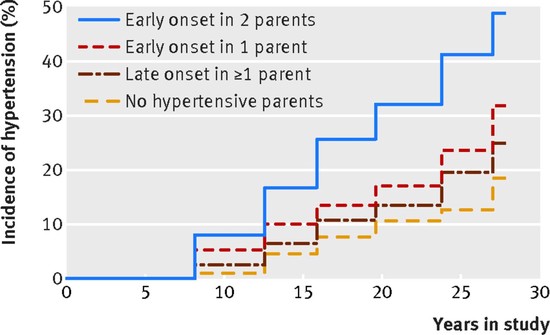 Incidence of hypertension (%)
50
40
30
20
10
0
Early onset in 2 parents
Early onset in 1 parent
Late onset in ≥1 parent
No hypertensive parents
0 5 10 15 20 25 30
Years in study